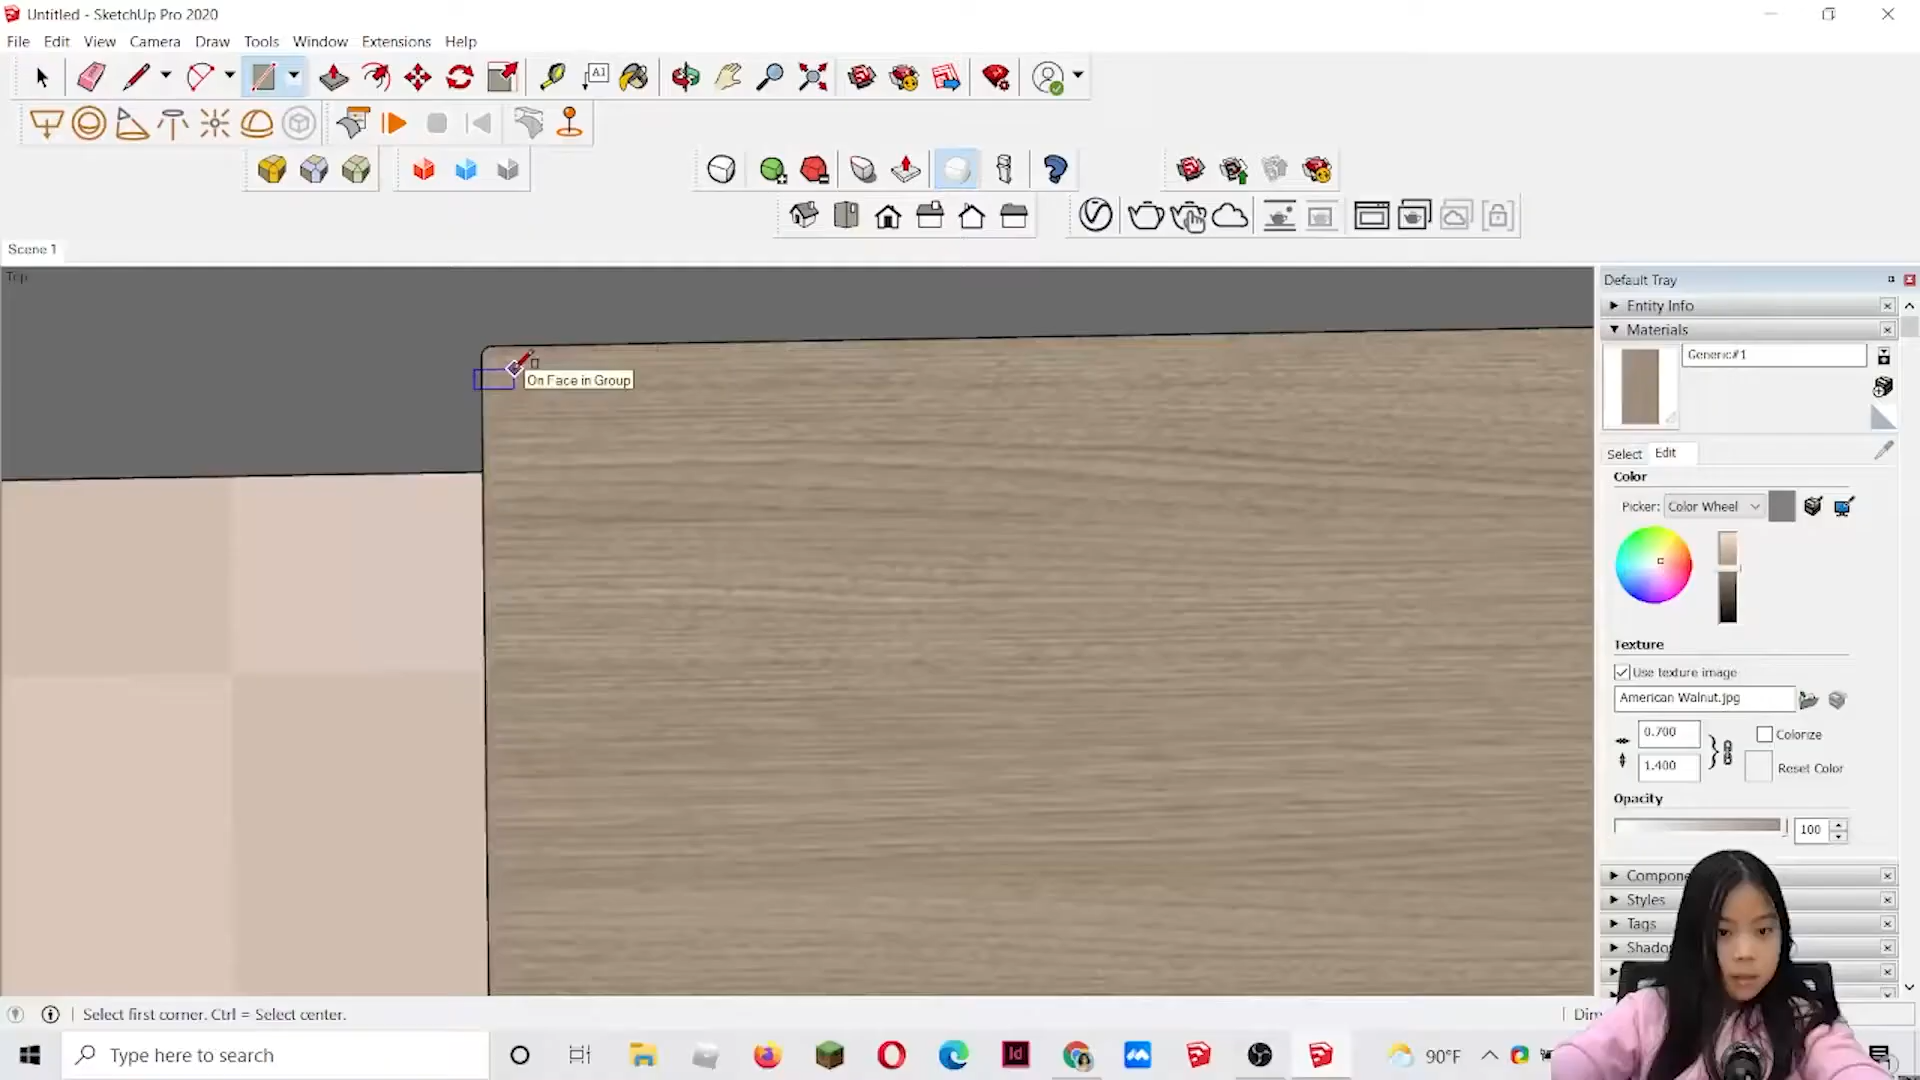 Untitled - SketchUp Pro 2020
File Edit View Camera Draw Tools Window Extensions Help
A1
Scene 1
Top
Default Tray
Entity Info
Materials
Generic#1
On Face in Group
Select Edit
Color
Picker: Color Wheel
Texture
Use texture image
American Walnut.jpg
0.700
Colorize
1.400
Reset Color
Opacity
100
Styles
Tags
Select first corner. Ctrl = Select center.
Type here to search
Id
90°F